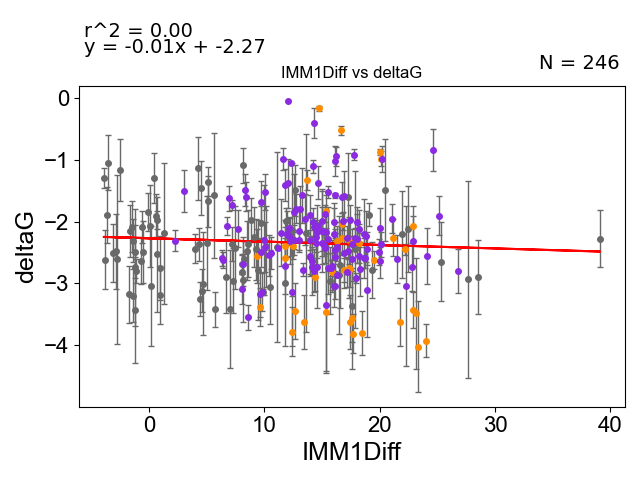 r^2 = 0.00
y = -0.01x + -2.27
N = 246
IMM1Diff vs deltaG
deltaG
0
−1
−2
−3
−4
0
10
20
30
40
IMM1Diff